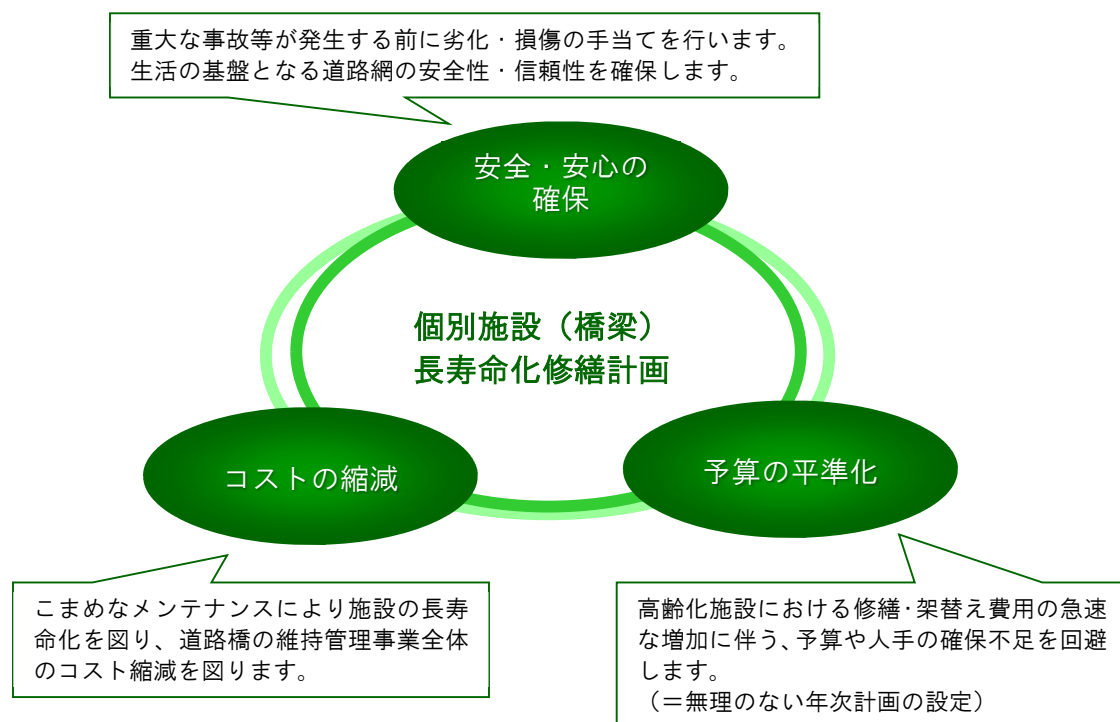 重大な事故等が発生する前に劣化・損傷の手当てを行います。
生活の基盤となる道路網の安全性・信頼性を確保します。
安全・安心の
確保
個別施設（橋梁）
長寿命化修繕計画
コストの縮減
予算の平準化
こまめなメンテナンスにより施設の長寿
命化を図り、道路橋の維持管理事業全体
のコスト縮減を図ります。
高齢化施設における修繕・架替え費用の急速
な増加に伴う、予算や人手の確保不足を回避
します。
（＝無理のない年次計画の設定）